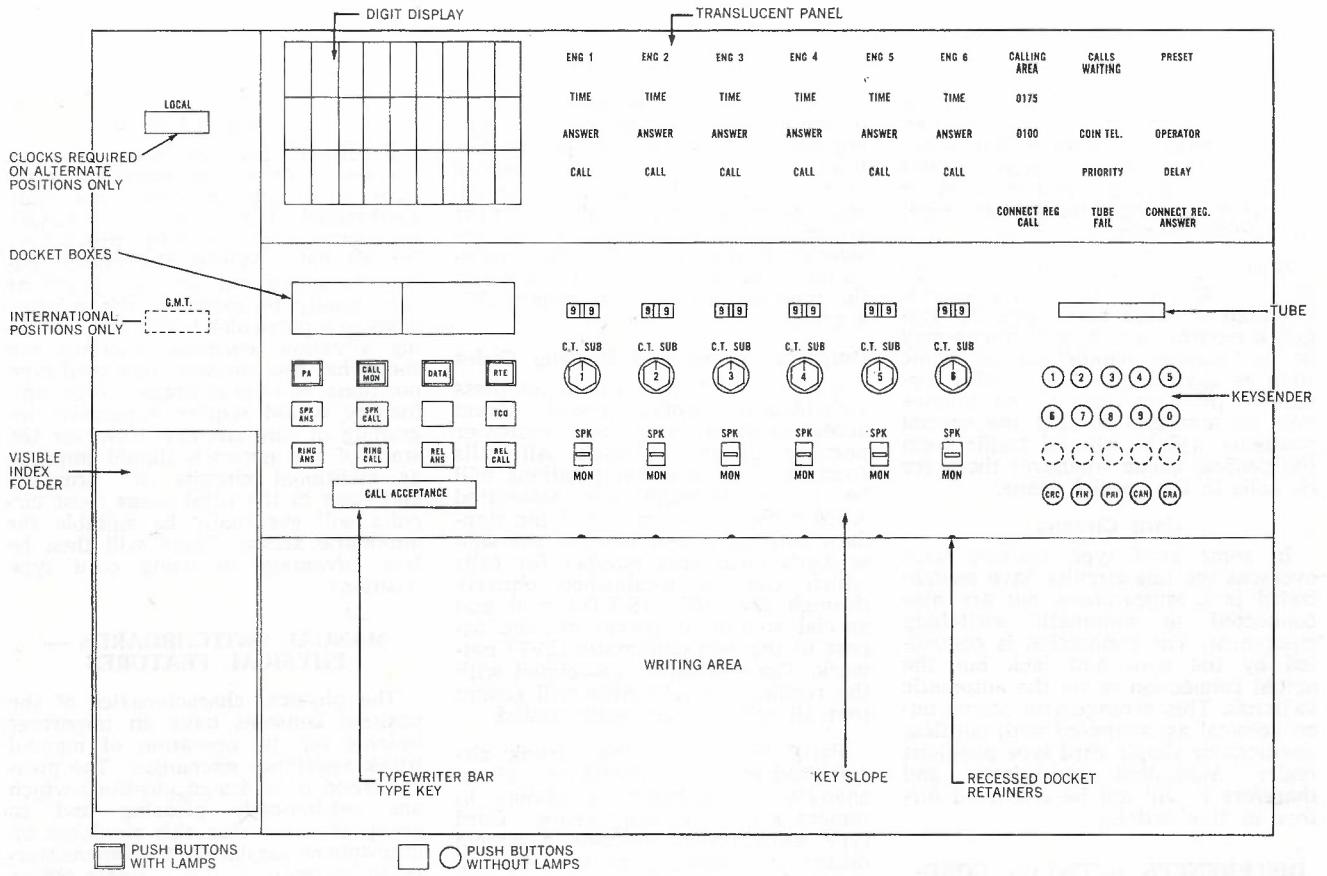 DIGIT DISPLAY
TRANSLUCENT PANEL
ENG 1 ENG 2 ENG 3 ENG 4 ENG 5 ENG 6 CALLING AREA CALLS WAITING PRESET
TIME TIME TIME TIME TIME TIME 0175
ANSWER ANSWER ANSWER ANSWER ANSWER ANSWER 0100 COIN TEL. OPERATOR
CALL CALL CALL CALL CALL CALL PRIORITY DELAY
CONNECT REG CALL TUBE FAIL CONNECT REG. ANSWER
LOCAL
CLOCKS REQUIRED
ON ALTERNATE
POSITIONS ONLY
DOCKET BOXES
G.M.T.
INTERNATIONAL
POSITIONS ONLY
9 9 9 9 9 9 9 9 9 9 9 9
TUBE
C.T. SUB C.T. SUB C.T. SUB C.T. SUB C.T. SUB C.T. SUB
1 2 3 4 5 6
PA CALL MON DATA RTE
SPK ANS SPK CALL TCO
RING ANS RING CALL REL ANS REL CALL
CALL ACCEPTANCE
SPK SPK SPK SPK SPK SPK
MON MON MON MON MON MON
1 2 3 4 5
KEYSENDER
6 7 8 9 0
CRC FIN PRI CAN CRA
VISIBLE
INDEX
FOLDER
WRITING AREA
TYPEWRITER BAR
TYPE KEY
KEY SLOPE
RECESSED DOCKET
RETAINERS
PUSH BUTTONS
WITH LAMPS
PUSH BUTTONS
WITHOUT LAMPS